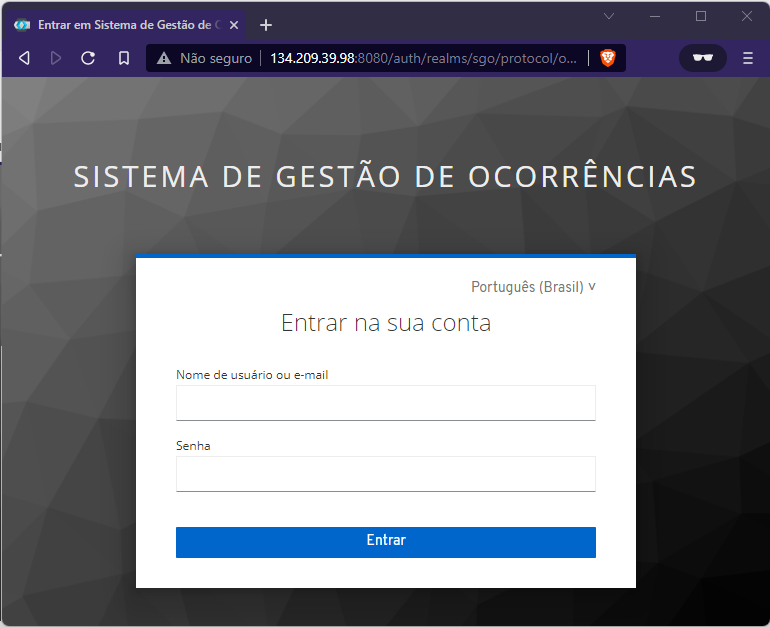 Entrar em Sistema de Gestão de
Não seguro 134.209.39.98:8080/auth/realms/sgo/protocol/o...
SISTEMA DE GESTÃO DE OCORRÊNCIAS
Português (Brasil)
Entrar na sua conta
Nome de usuário ou e-mail
Senha
Entrar